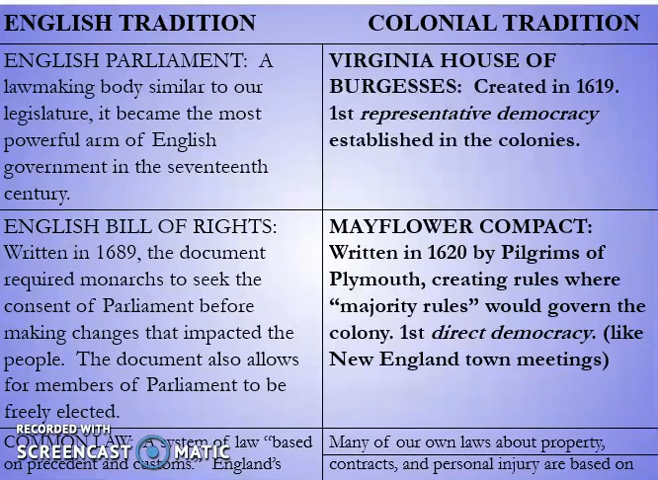 ENGLISH TRADITION
COLONIAL TRADITION
ENGLISH PARLIAMENT: A
lawmaking body similar to our
legislature, it became the most
powerful arm of English
government in the seventeenth
century.
VIRGINIA HOUSE OF
BURGESSES: Created in 1619.
1st representative democracy
established in the colonies.
ENGLISH BILL OF RIGHTS:
Written in 1689, the document
required monarchs to seek the
consent of Parliament before
making changes that impacted the
people. The document also allows
for members of Parliament to be
freely elected.
MAYFLOWER COMPACT:
Written in 1620 by Pilgrims of
Plymouth, creating rules where
“majority rules” would govern the
colony. 1st direct democracy. (like
New England town meetings)
COMMON LAW: A system of law “based
on precedent and customs.” England’s
Many of our own laws about property,
contracts, and personal injury are based on
RECORDED WITH
SCREENCAST MATIC